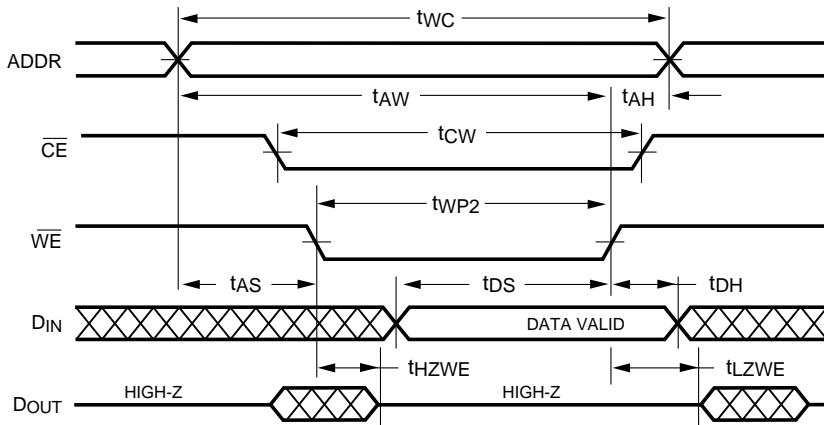 tWC
ADDR
tAW
tAH
CE
tCW
tWP2
WE
tAS
tDS
tDH
DIN
DATA VALID
tHZWE
tLZWE
DOUT
HIGH-Z
HIGH-Z